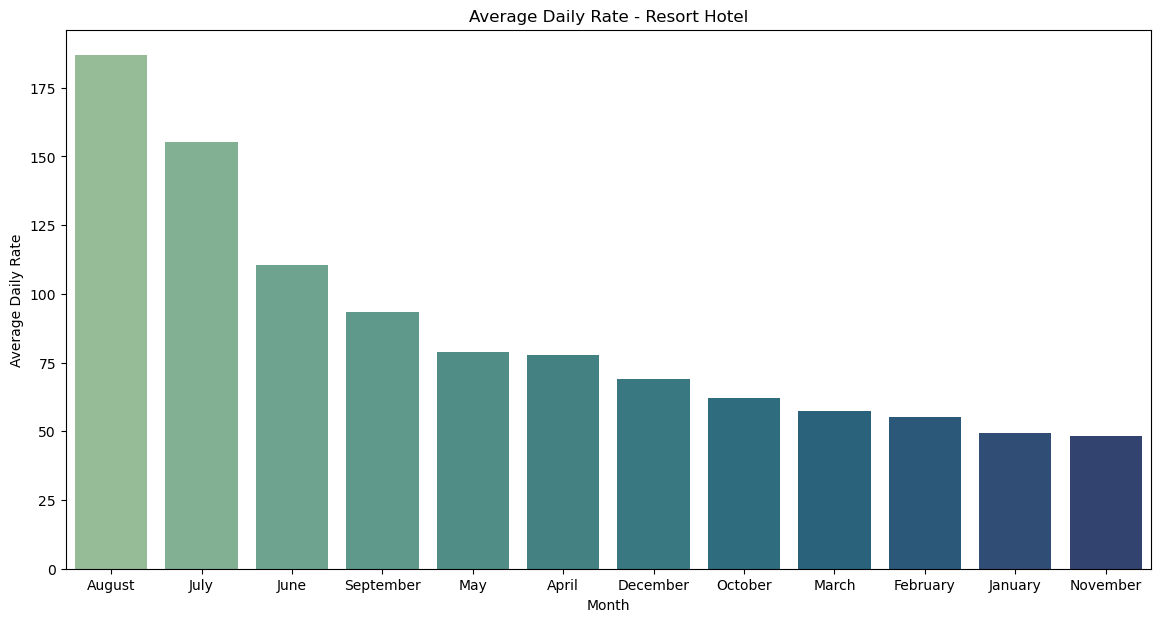 Average Daily Rate - Resort Hotel
Average Daily Rate
175
150
125
100
75
50
25
0
August July June September May April December October March February January November
Month